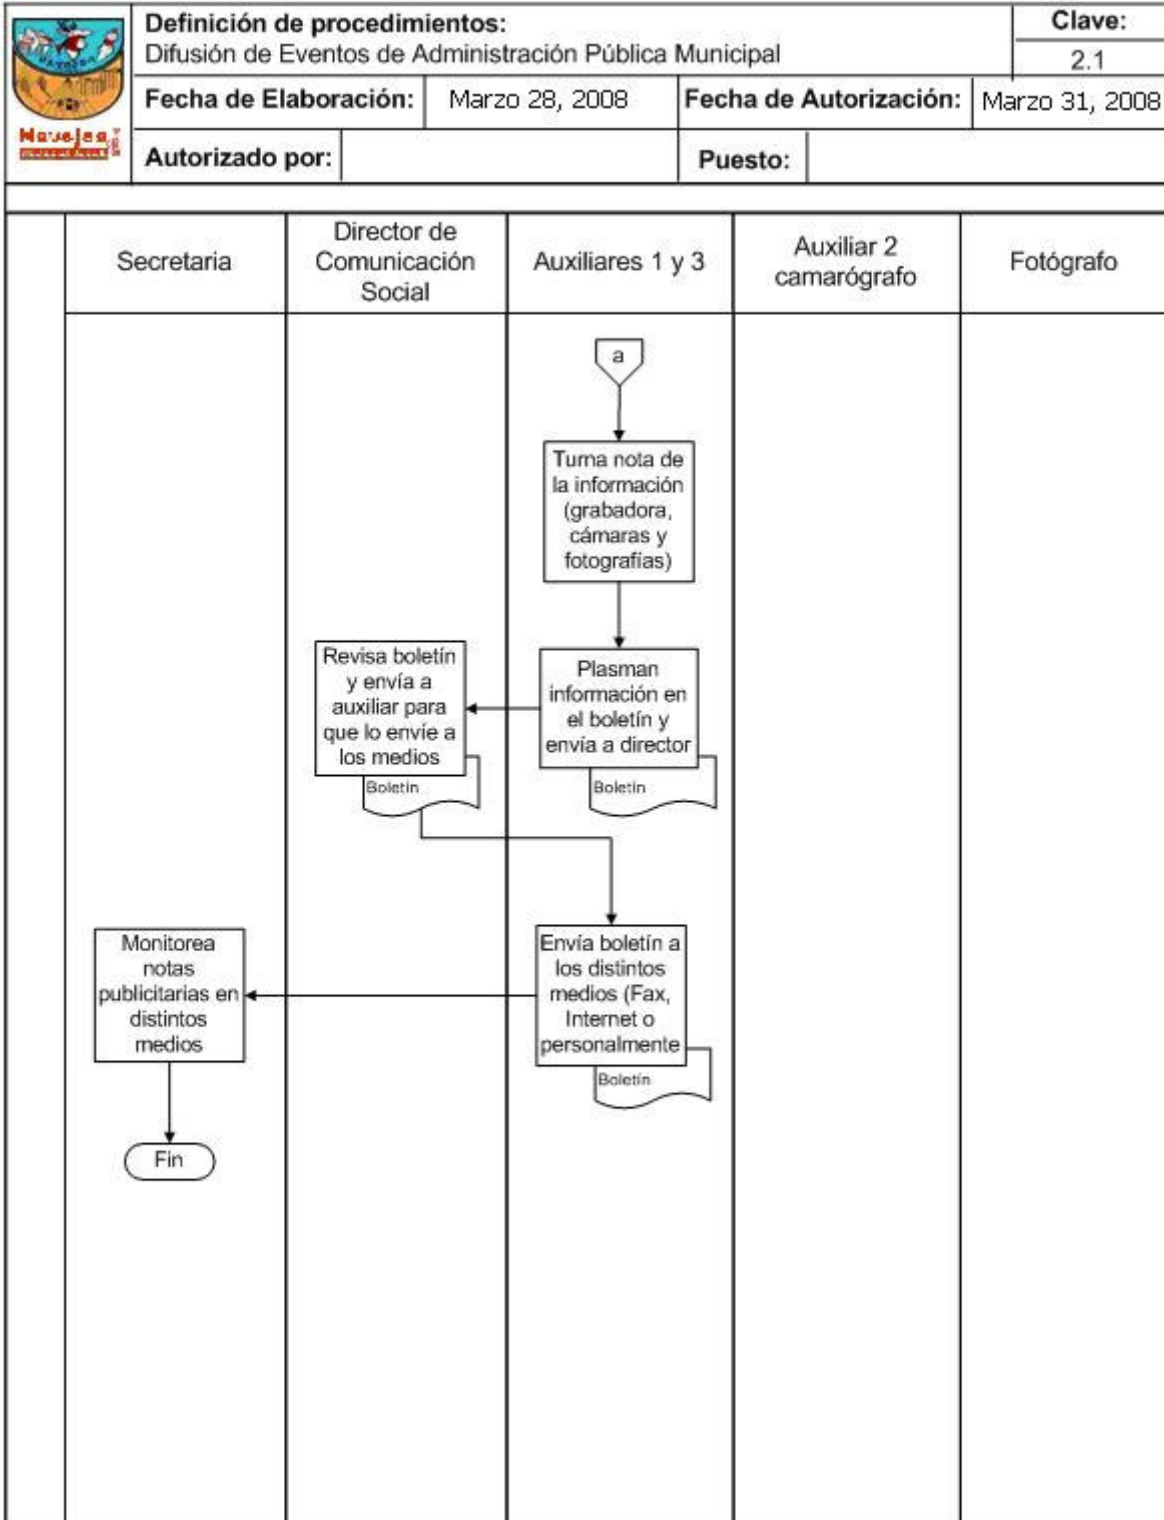 Definición de procedimientos:
Difusión de Eventos de Administración Pública Municipal
Clave:
2.1
Fecha de Elaboración:
Marzo 28, 2008
Fecha de Autorización:
Marzo 31, 2008
Autorizado por:
Puesto:
Navojoa
Secretaria
Director de
Comunicación
Social
Auxiliares 1 y 3
Auxiliar 2
camarógrafo
Fotógrafo
a
Turna nota de
la información
(grabadora,
cámaras y
fotografías)
Plasman
información en
el boletín y
envía a director
Boletín
Revisa boletín
y envía a
auxiliar para
que lo envíe a
los medios
Boletín
Envía boletín a
los distintos
medios (Fax,
Internet o
personalmente
Boletín
Monitorea
notas
publicitarias en
distintos
medios
Fin